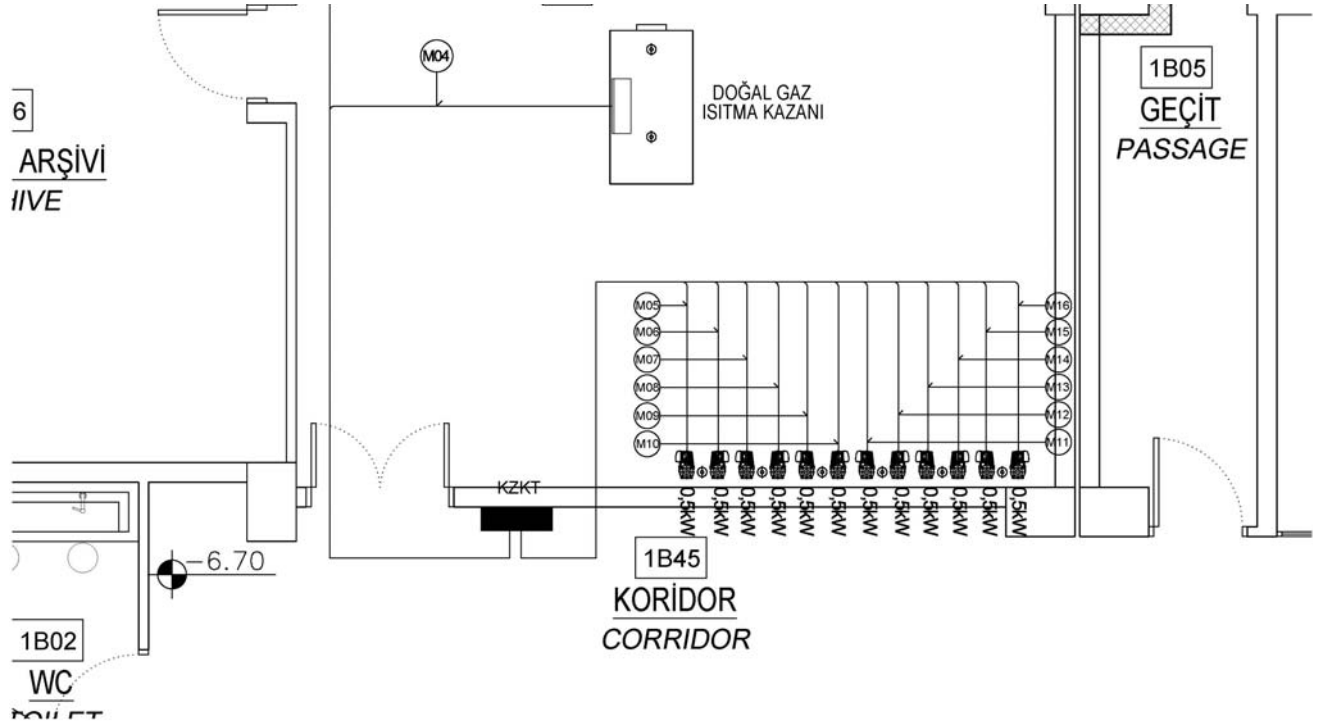 M04
DOĞAL GAZ
ISITMA KAZANI
1B05
GEÇİT
PASSAGE
6
ARŞİVİ
M05
M06
M07
M08
M09
M10
M16
M15
M14
M13
M12
M11
KZKT
0,5kW
0,5kW
0,5kW
0,5kW
0,5kW
0,5kW
0,5kW
0,5kW
0,5kW
0,5kW
0,5kW
0,5kW
1B45
KORİDOR
CORRIDOR
-6.70
1B02
WC